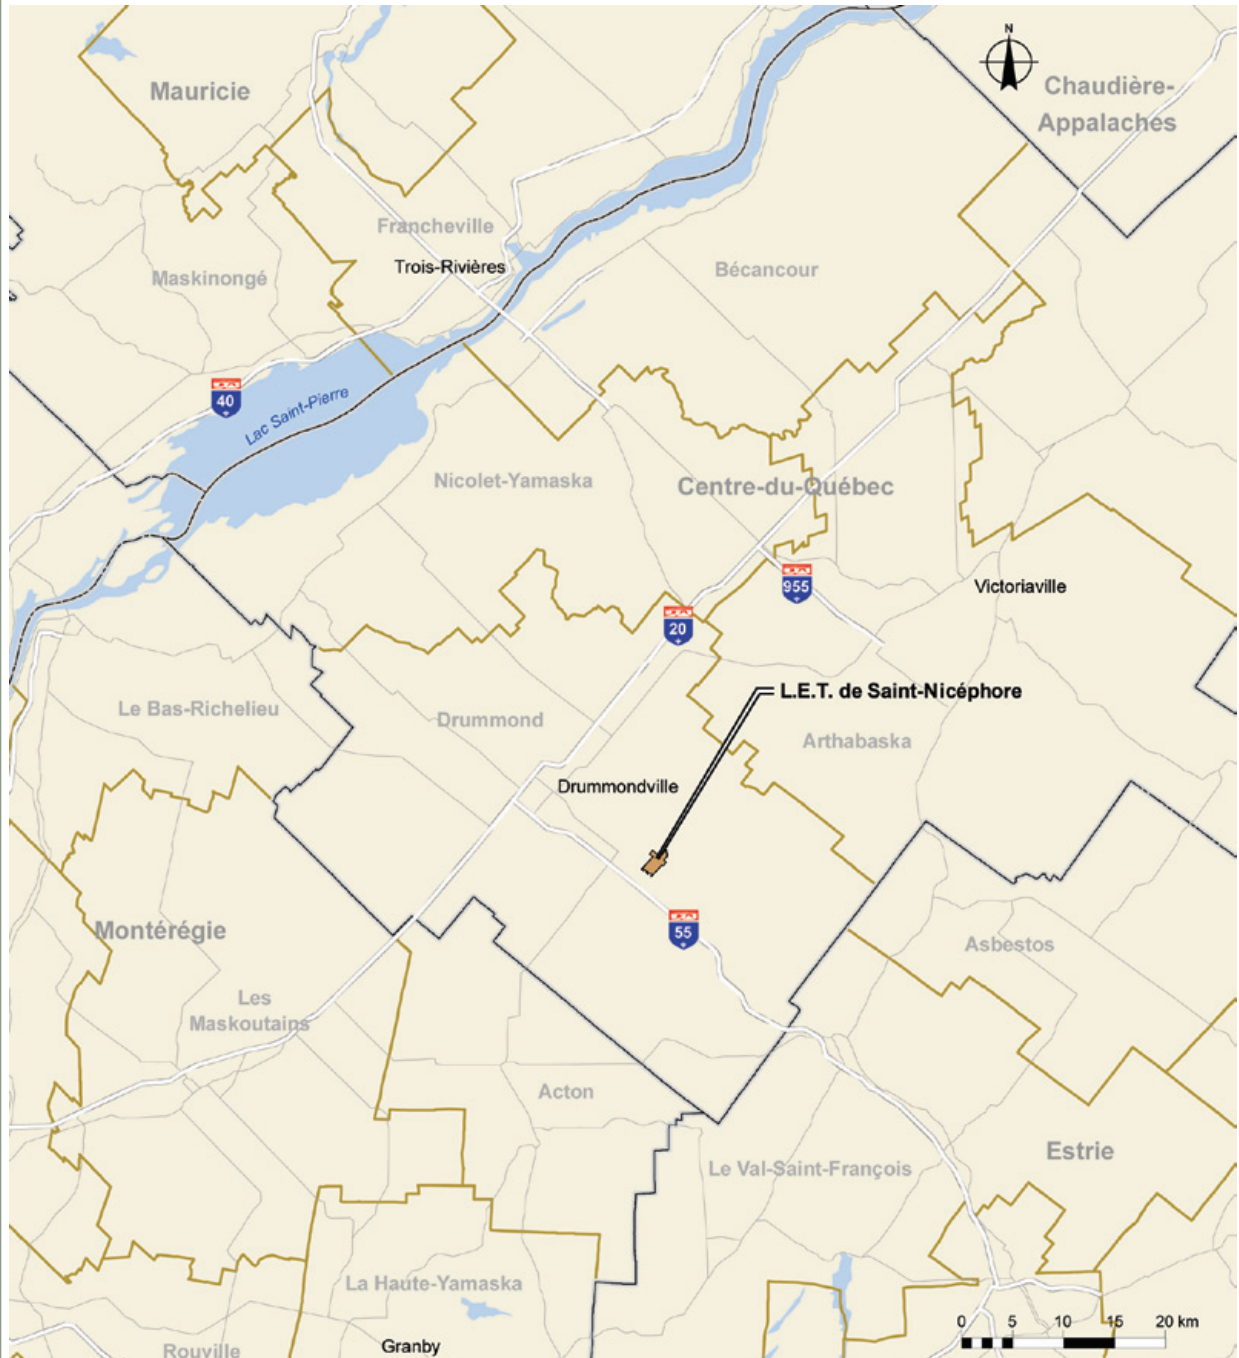 N
Mauricie
Chaudière-
Appalaches
Francheville
Trois-Rivières
Bécancour
Maskinongé
40
Lac Saint-Pierre
Nicolet-Yamaska
Centre-du-Québec
955
Victoriaville
20
L.E.T. de Saint-Nicéphore
Le Bas-Richelieu
Drummond
Arthabaska
Drummondville
55
Montérégie
Asbestos
Les
Maskoutains
Acton
Estrie
Le Val-Saint-François
La Haute-Yamaska
0 5 10 15 20 km
Rouville
Granby